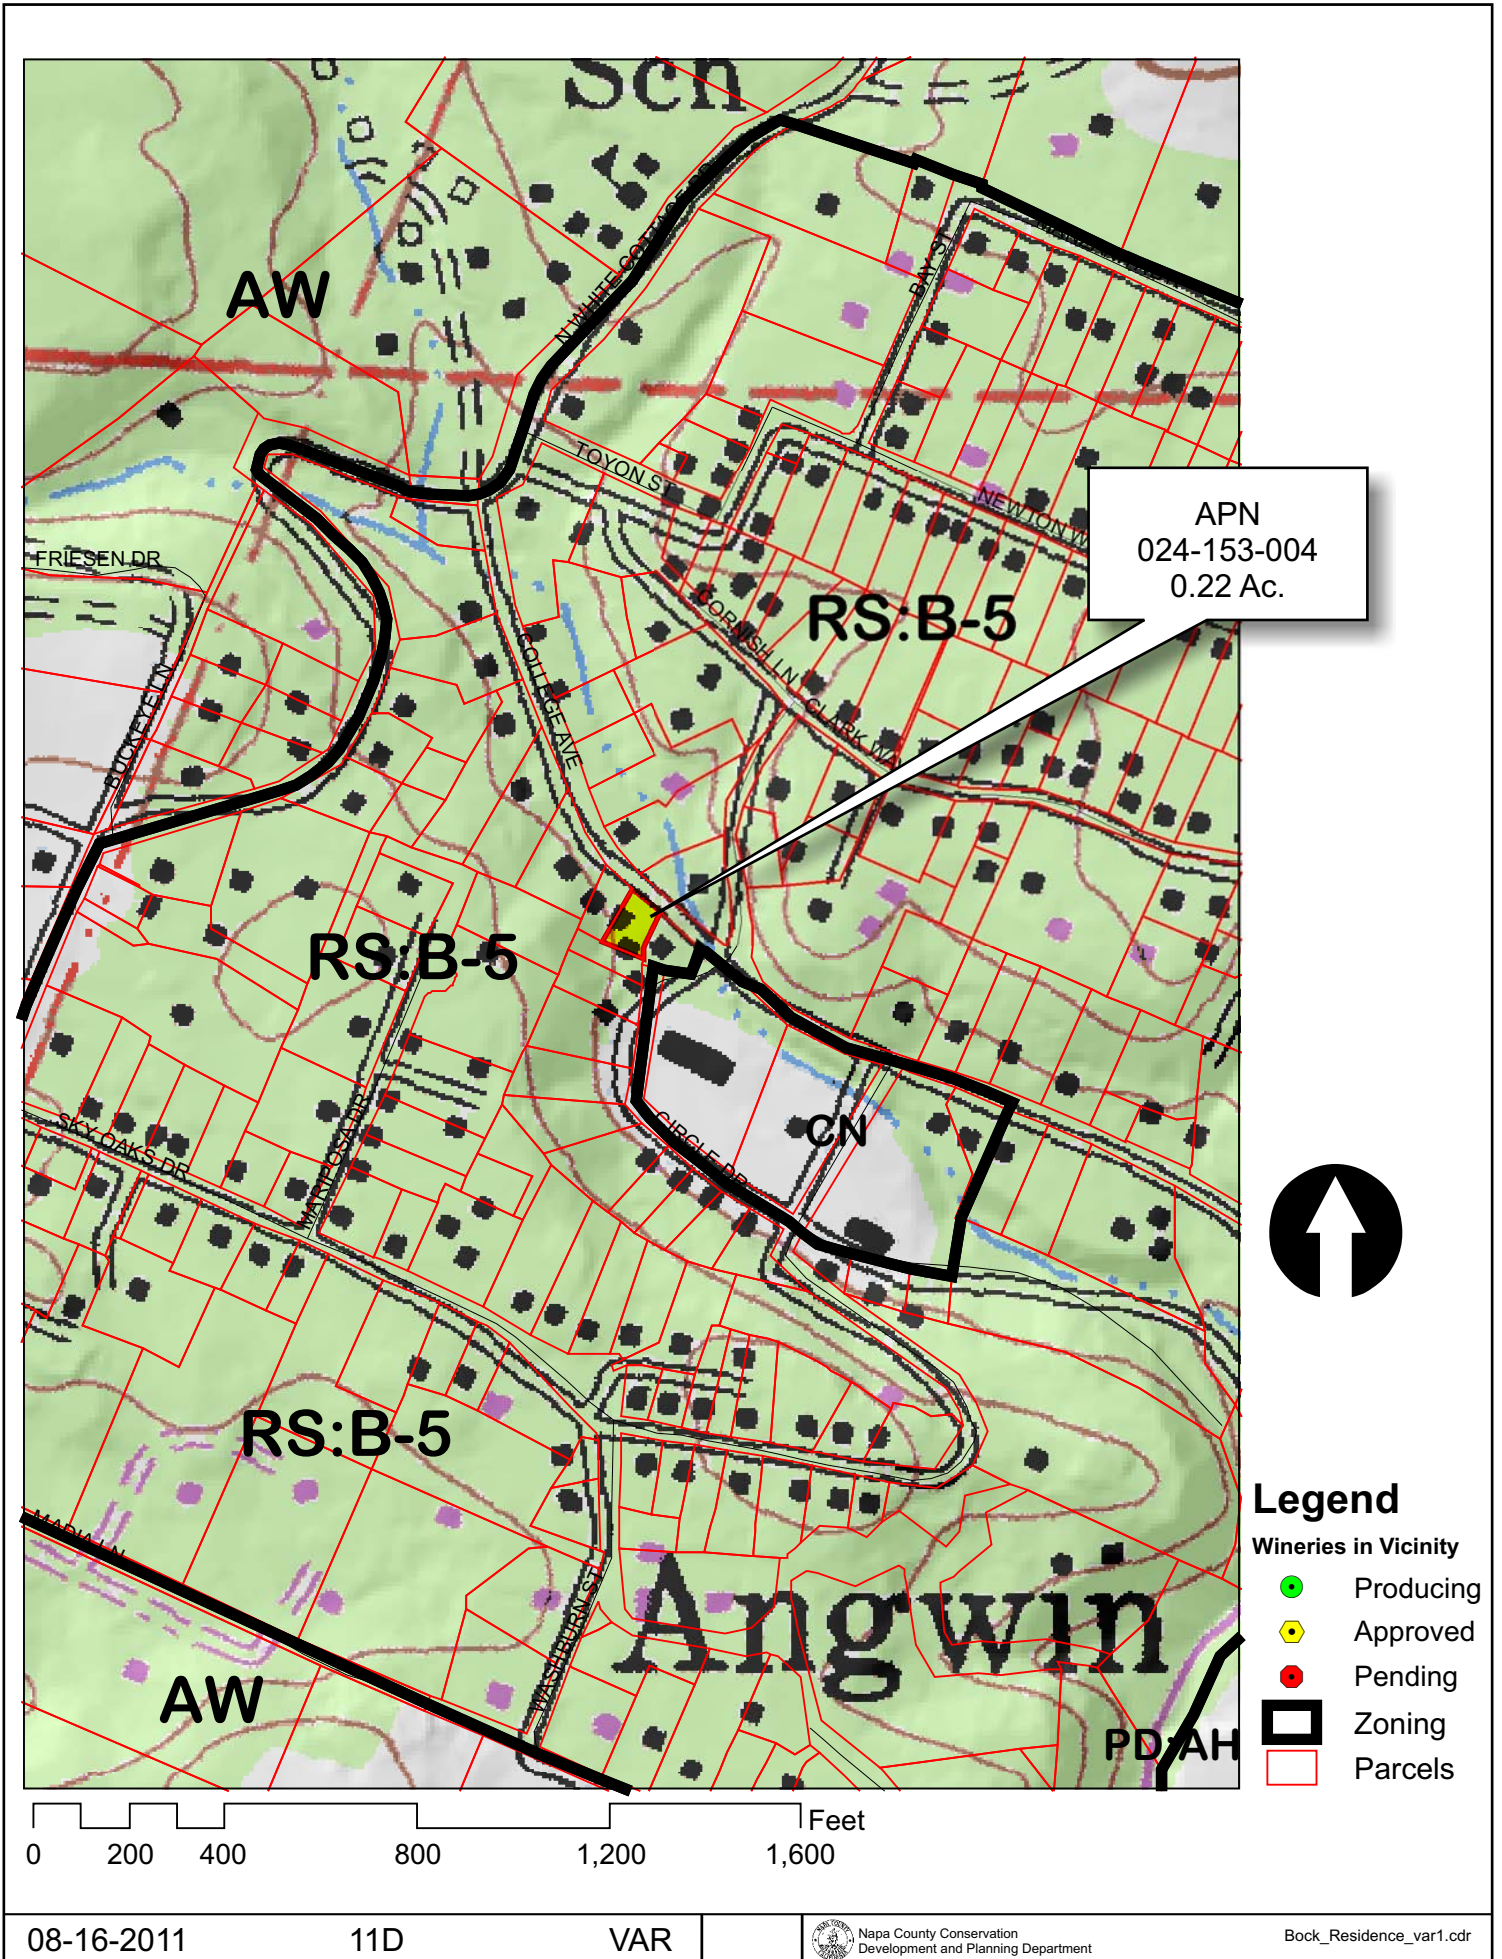 Sch
N WHITE COTTAGE RD
BAY ST
AW
TOYON ST
NEWTON W
APN
024-153-004
0.22 Ac.
FRIESEN DR
CORNISH LN
RS:B-5
COLLEGE AVE
BUCKEYE LN
CLARK WA
RS:B-5
CN
CIRCLE DR
SKY OAKS DR
MARIPOSA DR
RS:B-5
Legend
Wineries in Vicinity
Producing
Approved
Pending
Zoning
Parcels
Angwin
WASHBURN ST
AW
PD:AH
Feet
0 200 400 800 1,200 1,600
08-16-2011 11D VAR
Napa County Conservation
Development and Planning Department
Bock_Residence_var1.cdr